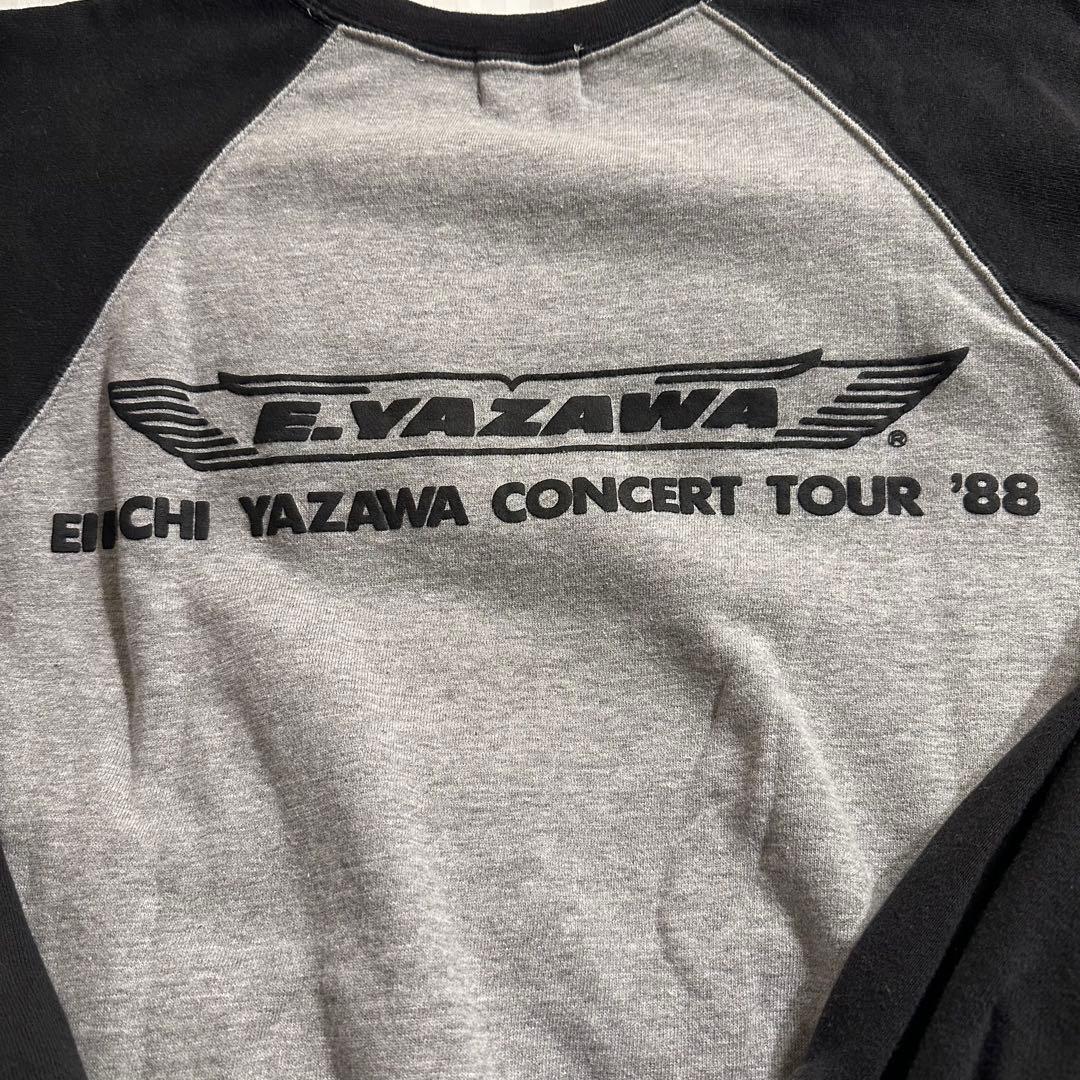 E.YAZAWA ®
EIICHI YAZAWA CONCERT TOUR '88